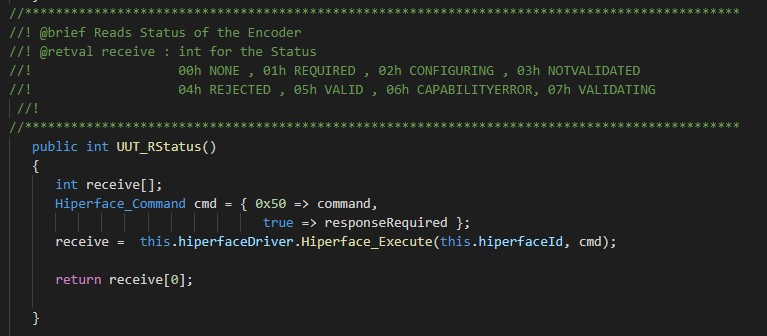 //*********************************************************************************************
//! @brief Reads Status of the Encoder
//! @retval receive : int for the Status
//! 00h NONE , 01h REQUIRED , 02h CONFIGURING , 03h NOTVALIDATED
//! 04h REJECTED , 05h VALID , 06h CAPABILITYERROR, 07h VALIDATING
//!
//*********************************************************************************************
public int UUT_RStatus()
{
int receive[];
Hiperface_Command cmd = { 0x50 => command,
true => responseRequired };
receive = this.hiperfaceDriver.Hiperface_Execute(this.hiperfaceId, cmd);
return receive[0];
}